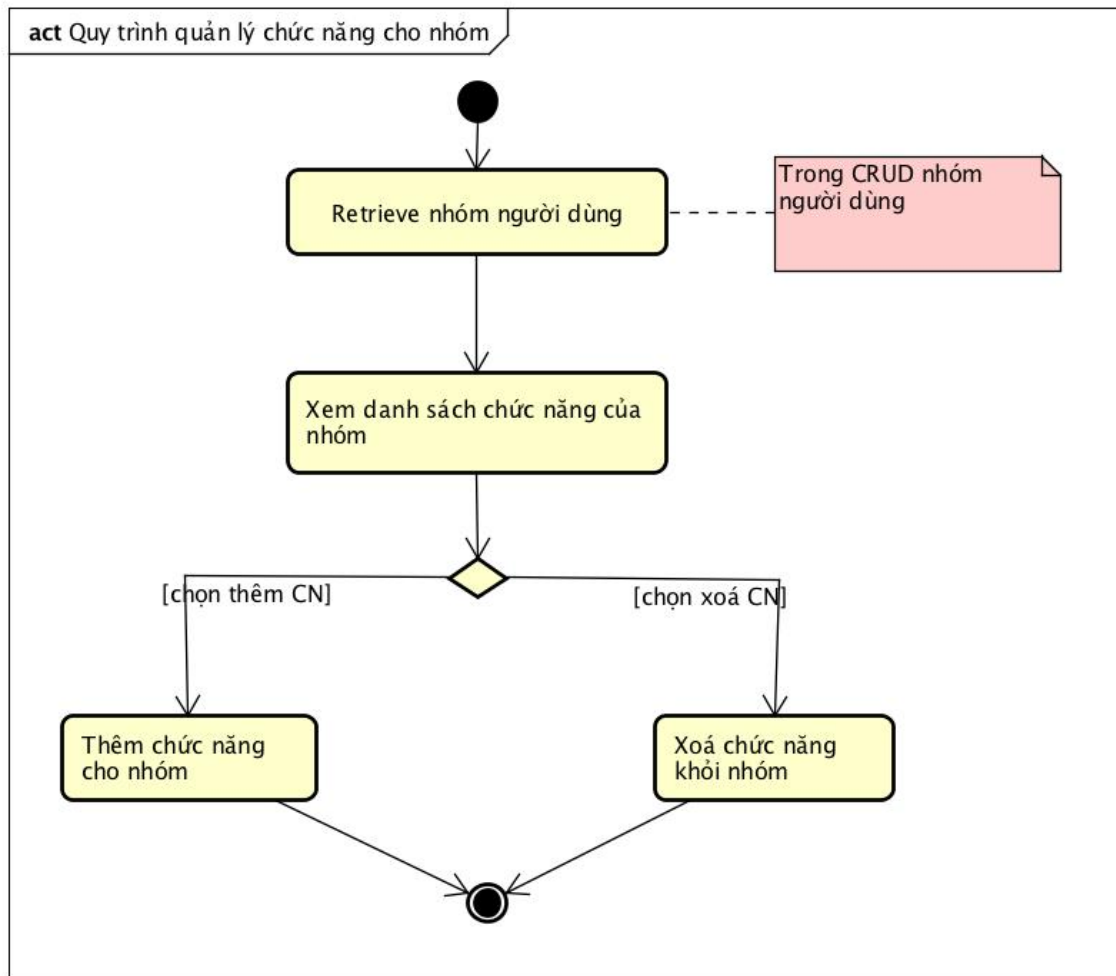 act Quy trình quản lý chức năng cho nhóm
Retrieve nhóm người dùng
Trong CRUD nhóm
người dùng
Xem danh sách chức năng của
nhóm
[chọn thêm CN]
[chọn xoá CN]
Thêm chức năng
cho nhóm
Xoá chức năng
khỏi nhóm